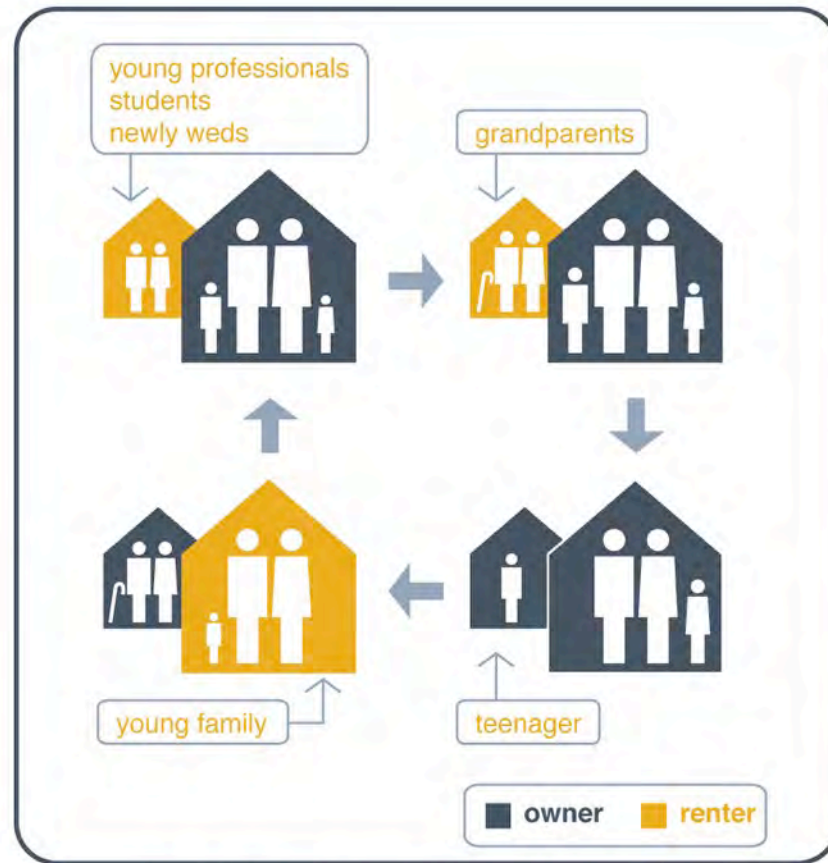 young professionals
students
newly weds
grandparents
young family
teenager
owner
renter